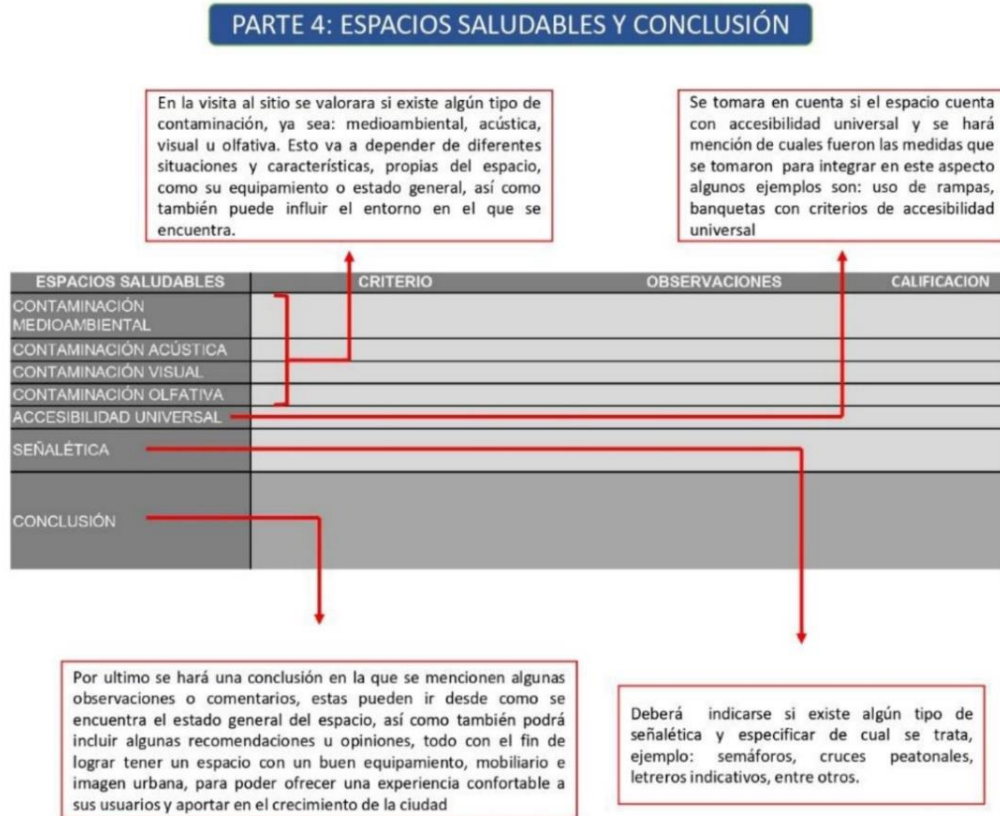 PARTE 4: ESPACIOS SALUDABLES Y CONCLUSIÓN
En la visita al sitio se valorara si existe algún tipo de
contaminación, ya sea: medioambiental, acústica,
visual u olfativa. Esto va a depender de diferentes
situaciones y características, propias del espacio,
como su equipamiento o estado general, así como
también puede influir el entorno en el que se
encuentra.
Se tomara en cuenta si el espacio cuenta
con accesibilidad universal y se hará
mención de cuales fueron las medidas que
se tomaron para integrar en este aspecto
algunos ejemplos son: uso de rampas,
banquetas con criterios de accesibilidad
universal
ESPACIOS SALUDABLES CRITERIO OBSERVACIONES CALIFICACION
CONTAMINACIÓN
MEDIOAMBIENTAL
CONTAMINACIÓN ACÚSTICA
CONTAMINACIÓN VISUAL
CONTAMINACIÓN OLFATIVA
ACCESIBILIDAD UNIVERSAL
SEÑALÉTICA
CONCLUSIÓN
Por ultimo se hará una conclusión en la que se mencionen algunas
observaciones o comentarios, estas pueden ir desde como se
encuentra el estado general del espacio, así como también podrá
incluir algunas recomendaciones u opiniones, todo con el fin de
lograr tener un espacio con un buen equipamiento, mobiliario e
imagen urbana, para poder ofrecer una experiencia confortable a
sus usuarios y aportar en el crecimiento de la ciudad
Deberá indicarse si existe algún tipo de
señalética y especificar de cual se trata,
ejemplo: semáforos, cruces peatonales,
letreros indicativos, entre otros.